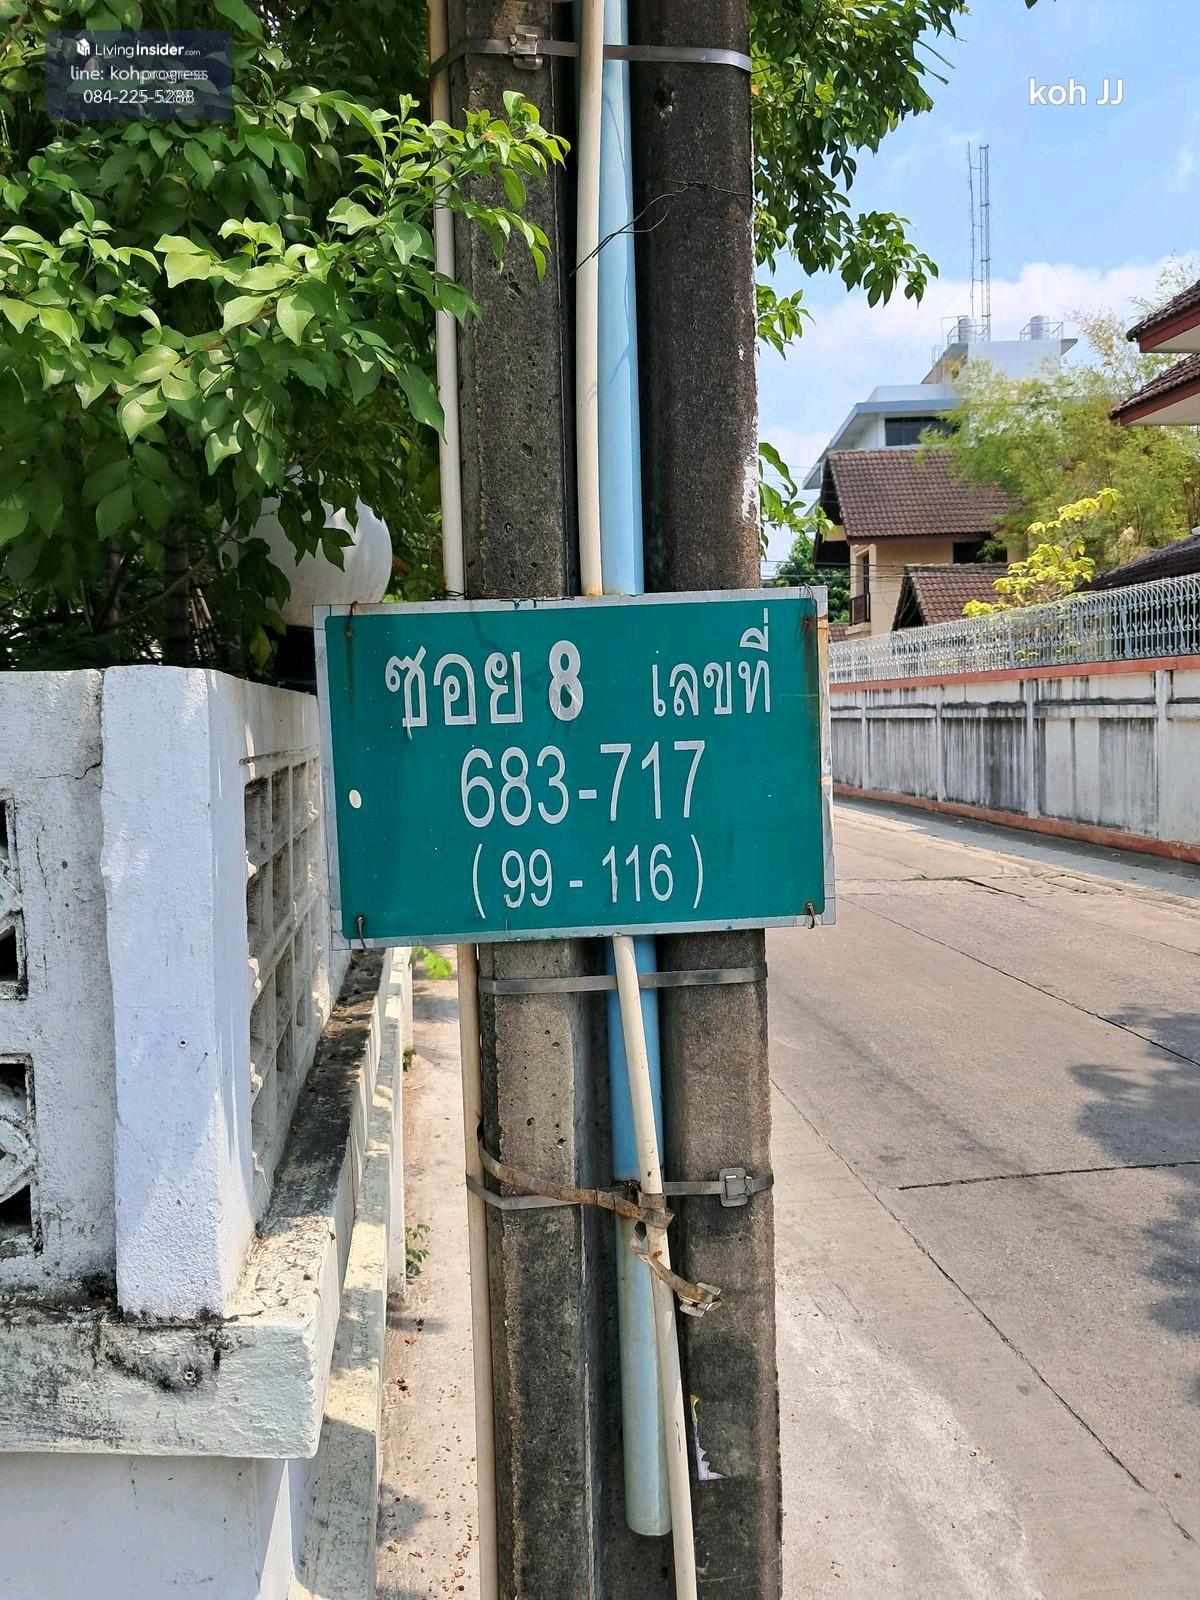 LivingInsider.com
line: kohprogress
084-225-5288
koh JJ
ซอย 8 เลขที่
683-717
( 99 - 116 )